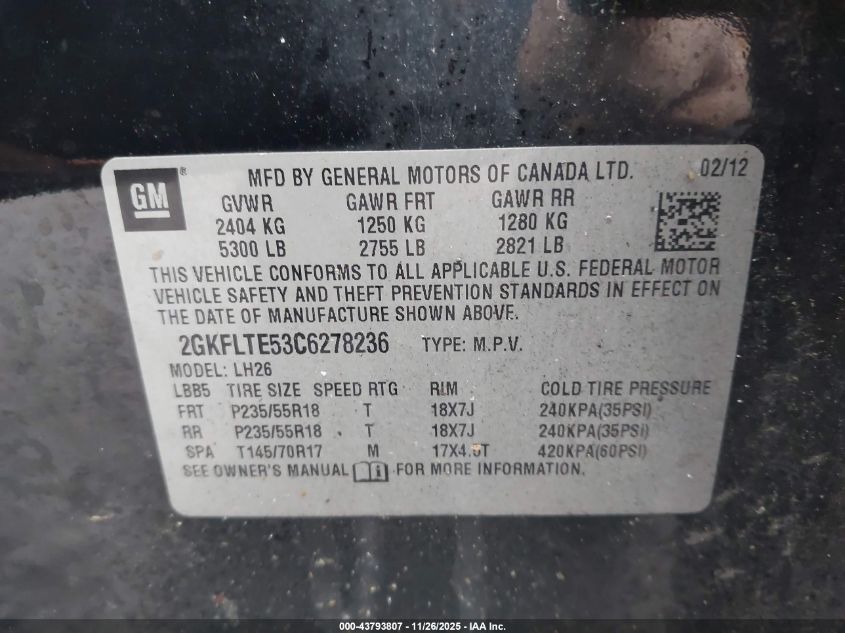 GM ®
MFD BY GENERAL MOTORS OF CANADA LTD. 02/12
GVWR GAWR FRT GAWR RR
2404 KG 1250 KG 1280 KG
5300 LB 2755 LB 2821 LB
THIS VEHICLE CONFORMS TO ALL APPLICABLE U.S. FEDERAL MOTOR
VEHICLE SAFETY AND THEFT PREVENTION STANDARDS IN EFFECT ON
THE DATE OF MANUFACTURE SHOWN ABOVE.
2GKFLTE53C6278236 TYPE: M.P.V.
MODEL: LH26
LBB5 TIRE SIZE SPEED RTG RIM COLD TIRE PRESSURE
FRT P235/55R18 T 18X7J 240KPA(35PSI)
RR P235/55R18 T 18X7J 240KPA(35PSI)
SPA T145/70R17 M 420KPA(60PSI)
SEE OWNER'S MANUAL FOR MORE INFORMATION.
000-43793807 - 11/26/2025 - IAA Inc.